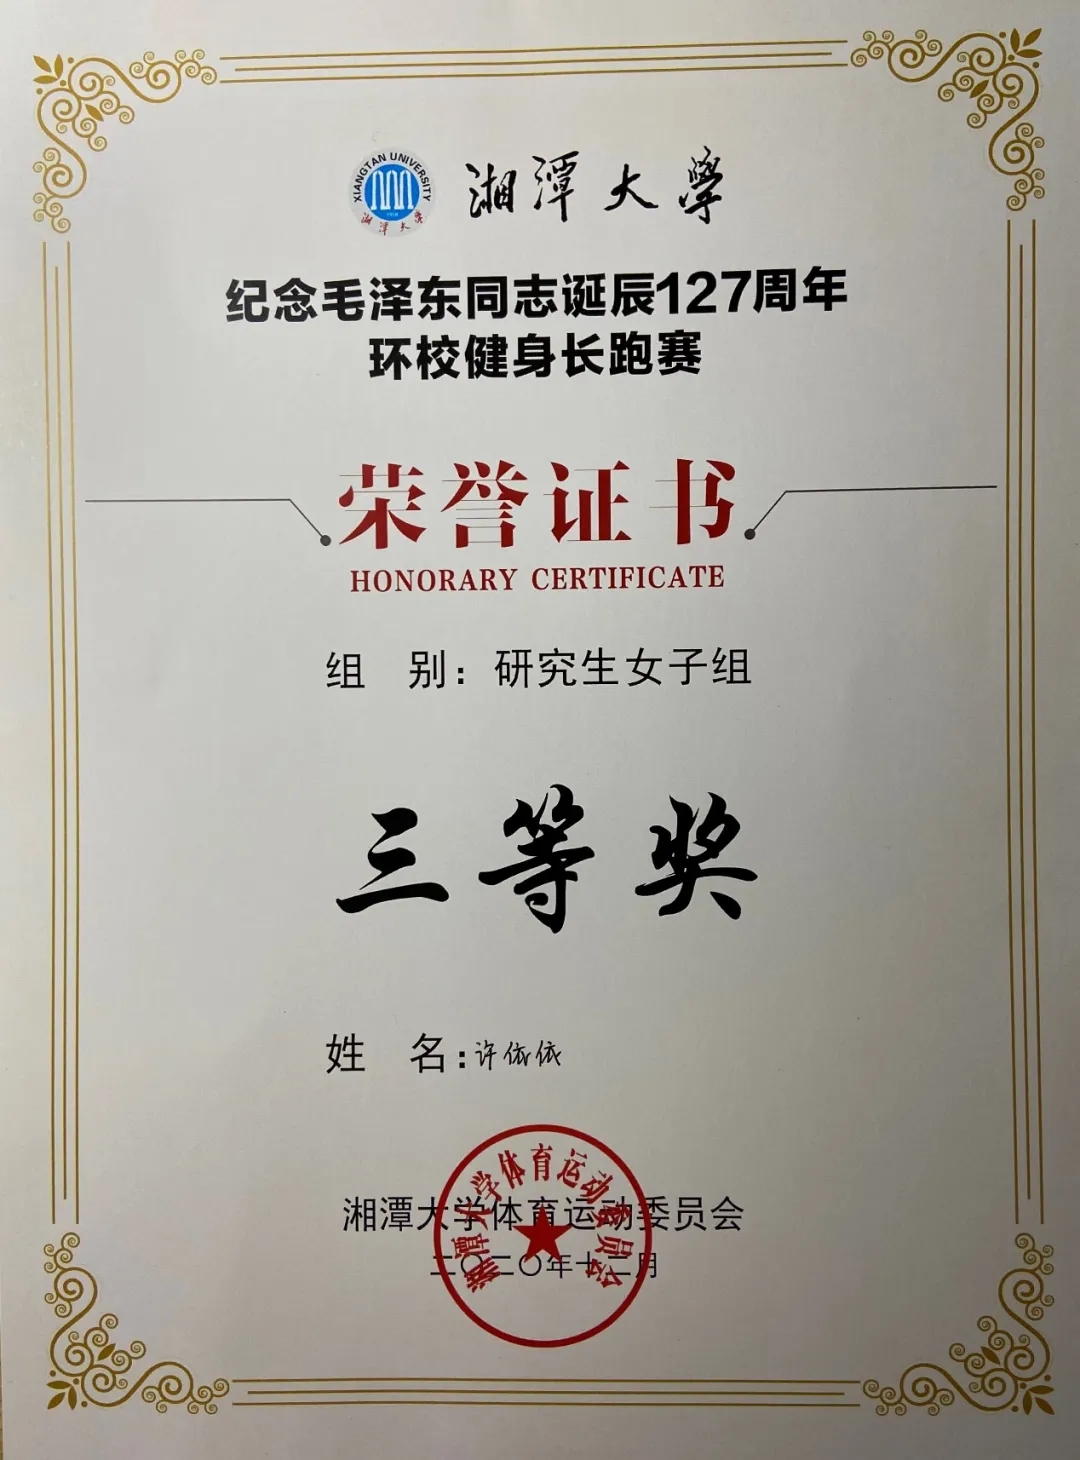 XIANGTAN UNIVERSITY
1958
湘潭大学
湘潭大學
纪念毛泽东同志诞辰127周年
环校健身长跑赛
荣誉证书
HONORARY CERTIFICATE
组 别：研究生女子组
三等奖
姓 名：许依依
湘潭大学体育运动委员会
湘潭大学体育运动委员会
二〇二〇年十二月